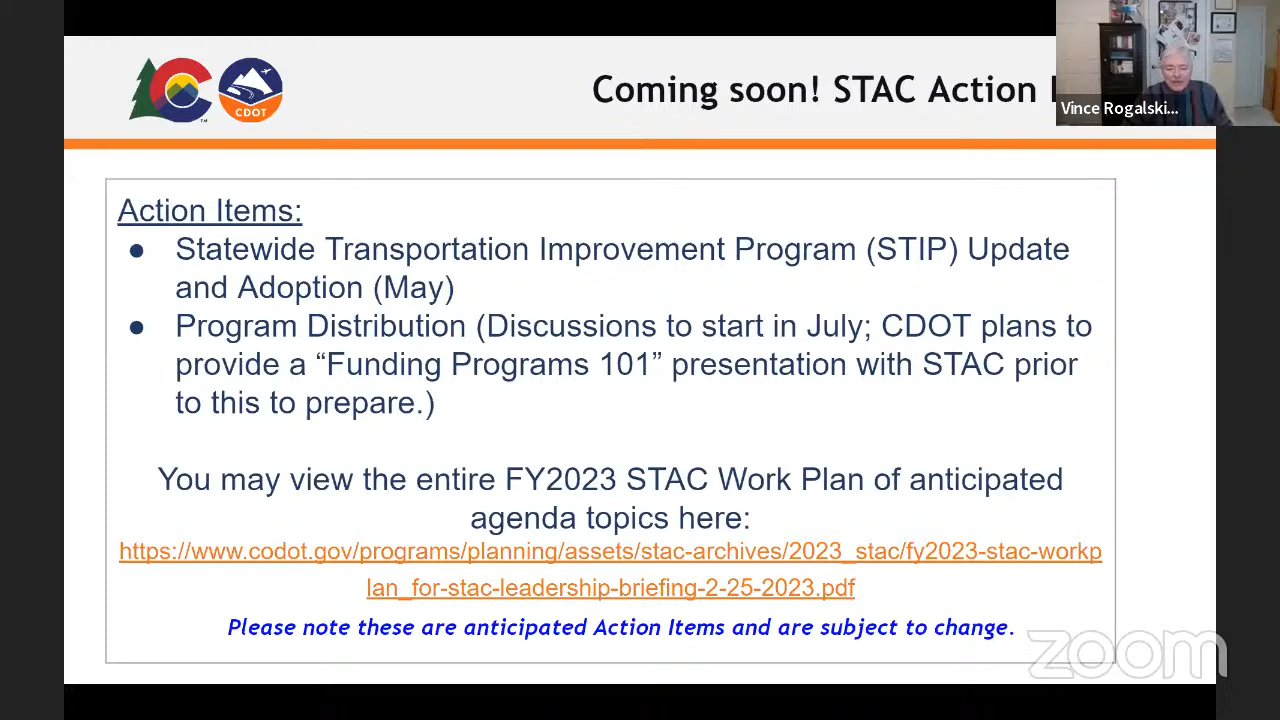 Coming soon! STAC Action
Vince Rogalski...
CDOT
Action Items:
● Statewide Transportation Improvement Program (STIP) Update
and Adoption (May)
● Program Distribution (Discussions to start in July; CDOT plans to
provide a “Funding Programs 101” presentation with STAC prior
to this to prepare.)
You may view the entire FY2023 STAC Work Plan of anticipated
agenda topics here:
https://www.codot.gov/programs/planning/assets/stac-archives/2023_stac/fy2023-stac-workp
lan_for-stac-leadership-briefing-2-25-2023.pdf
Please note these are anticipated Action Items and are subject to change.
zoom